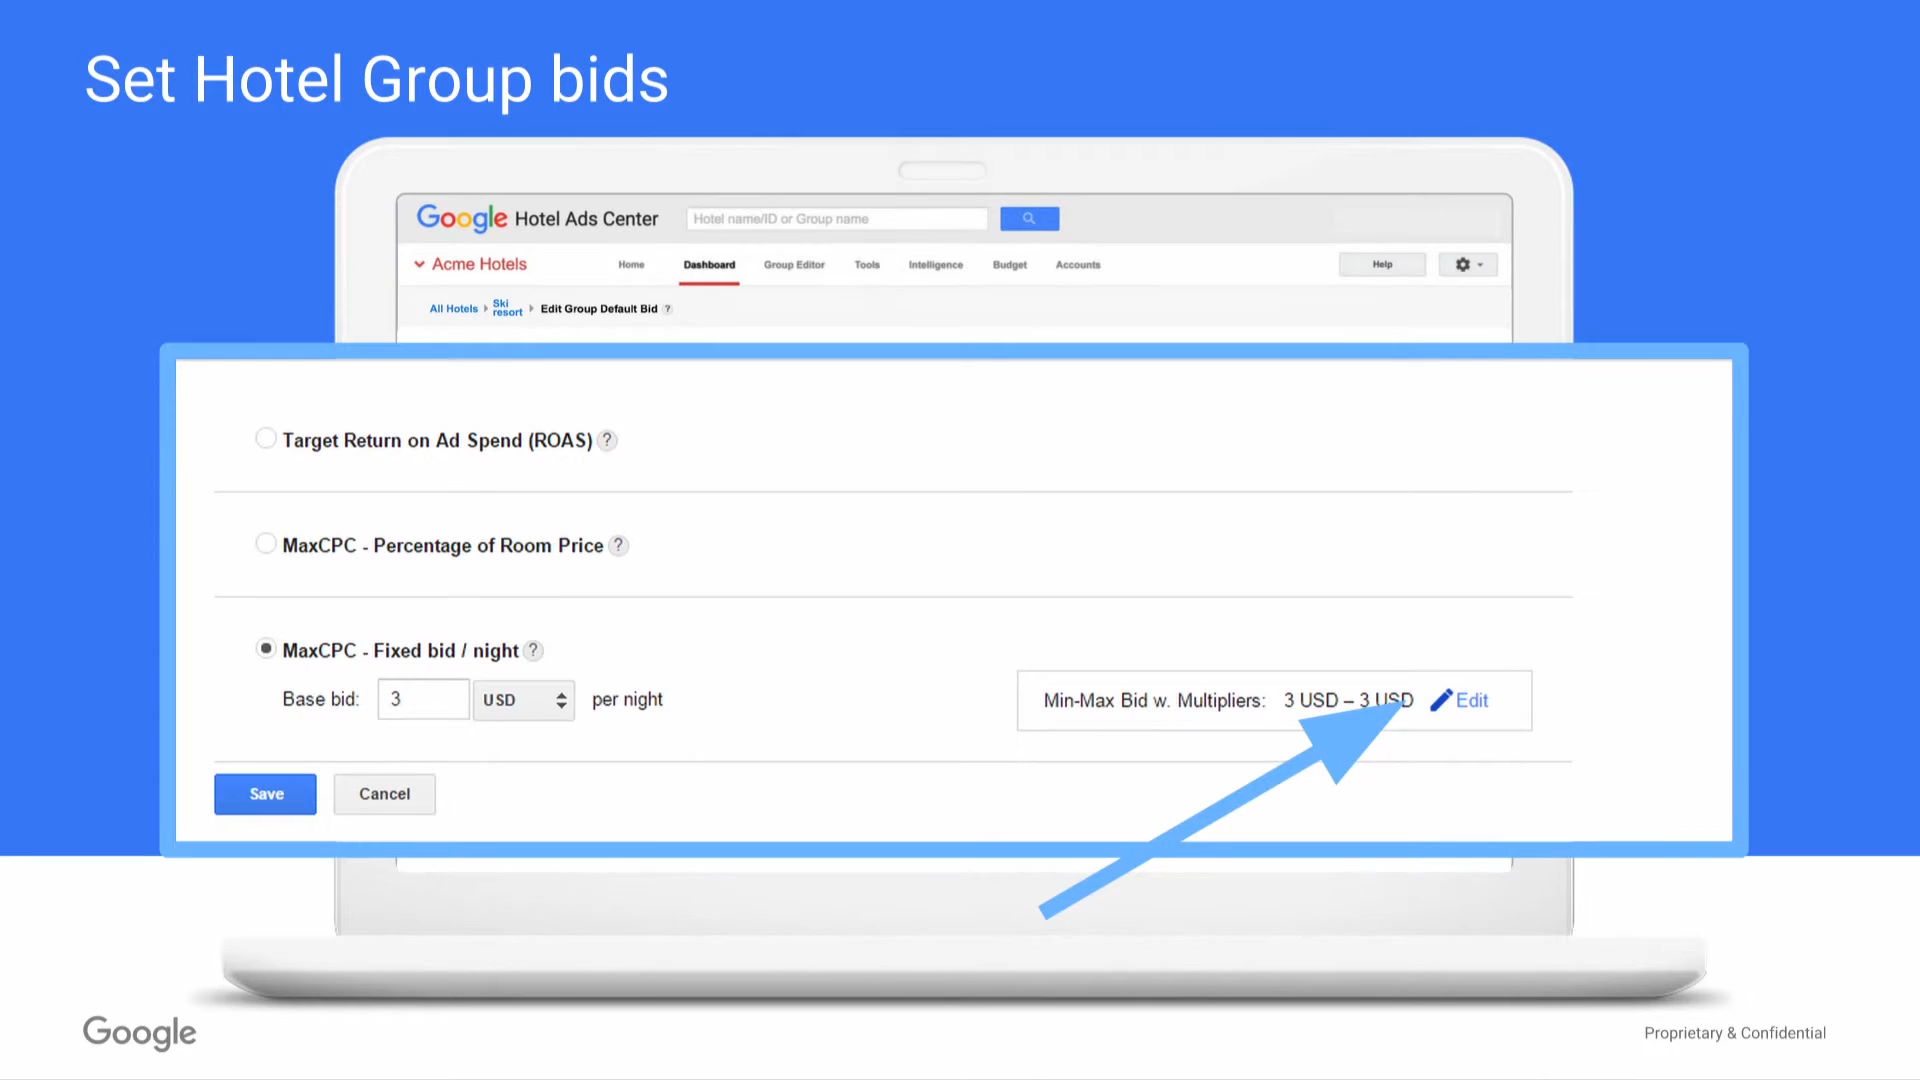 Set Hotel Group bids
Google Hotel Ads Center
Hotel name/ID or Group name
Acme Hotels
Home Dashboard Group Editor Tools Intelligence Budget Accounts
Help
All Hotels Ski resort Edit Group Default Bid ?
Target Return on Ad Spend (ROAS) ?
MaxCPC - Percentage of Room Price ?
MaxCPC - Fixed bid / night ?
Base bid: 3 USD per night
Min-Max Bid w. Multipliers: 3 USD – 3 USD Edit
Save Cancel
Google
Proprietary & Confidential